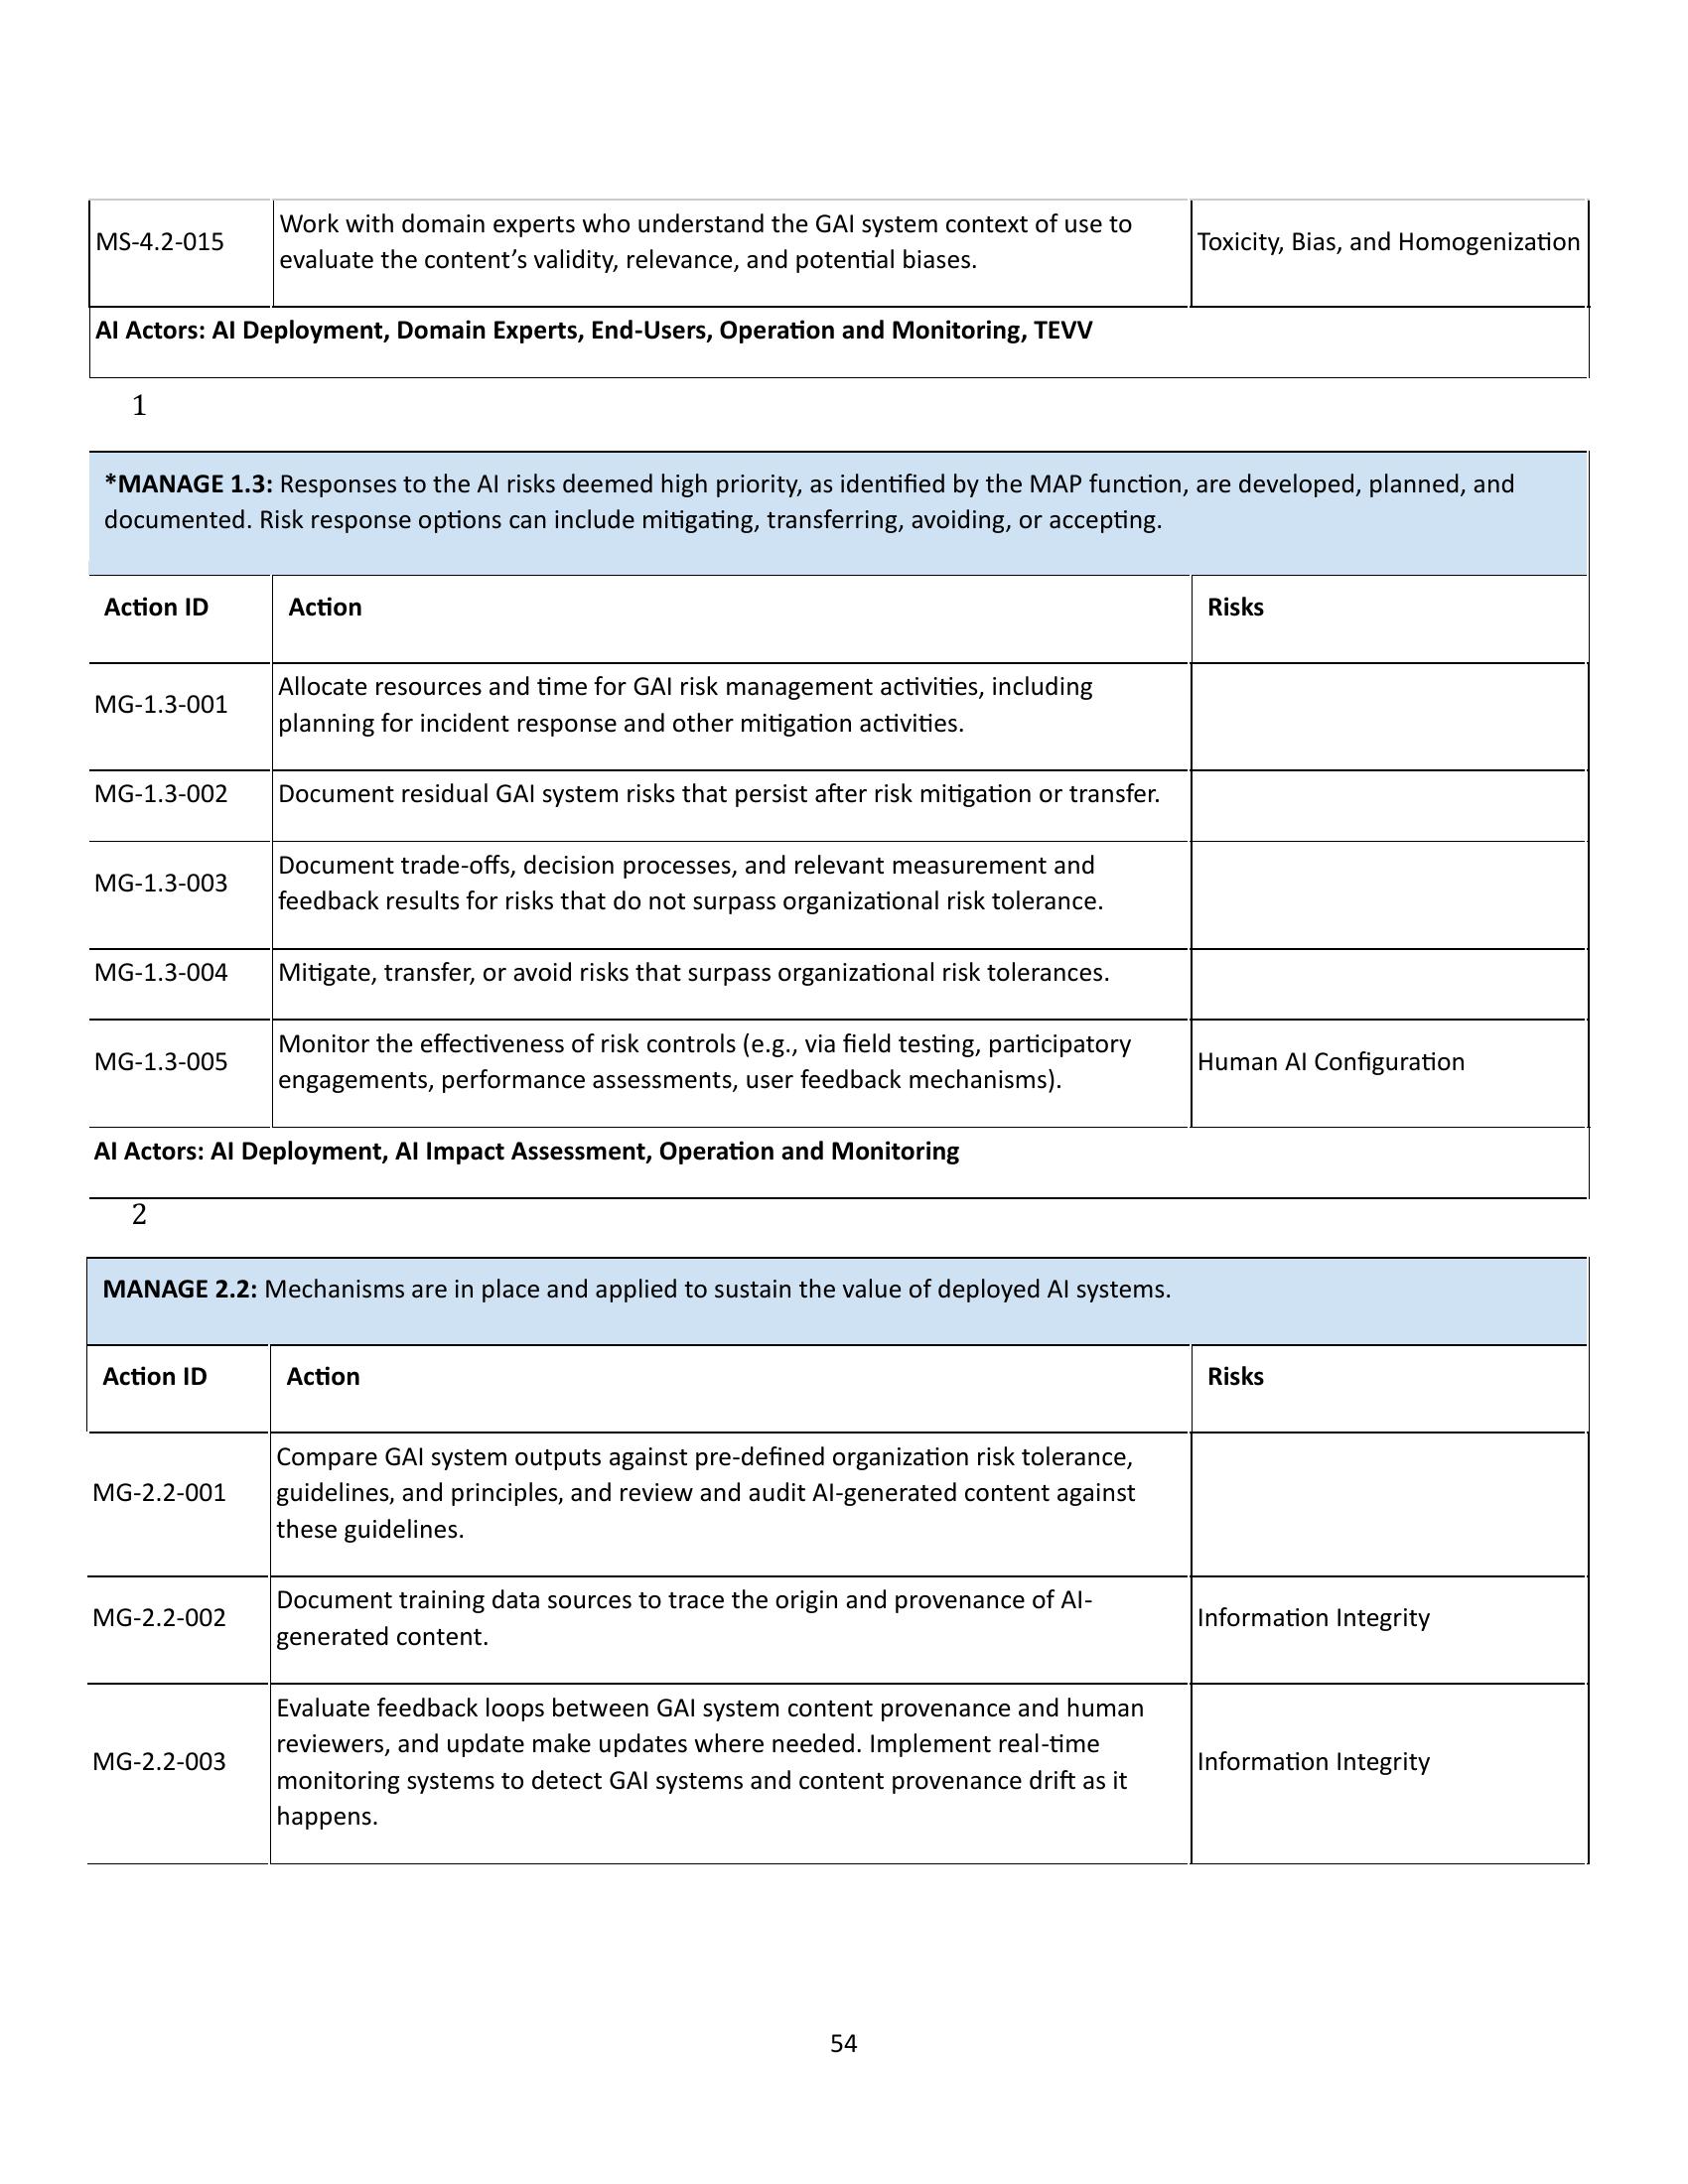 MS-4.2-015
Work with domain experts who understand the GAI system context of use to
evaluate the content’s validity, relevance, and potential biases.
Toxicity, Bias, and Homogenization
AI Actors: AI Deployment, Domain Experts, End-Users, Operation and Monitoring, TEVV
1
*MANAGE 1.3: Responses to the AI risks deemed high priority, as identified by the MAP function, are developed, planned, and
documented. Risk response options can include mitigating, transferring, avoiding, or accepting.
Action ID
Action
Risks
MG-1.3-001
Allocate resources and time for GAI risk management activities, including
planning for incident response and other mitigation activities.
MG-1.3-002
Document residual GAI system risks that persist after risk mitigation or transfer.
MG-1.3-003
Document trade-offs, decision processes, and relevant measurement and
feedback results for risks that do not surpass organizational risk tolerance.
MG-1.3-004
Mitigate, transfer, or avoid risks that surpass organizational risk tolerances.
MG-1.3-005
Monitor the effectiveness of risk controls (e.g., via field testing, participatory
engagements, performance assessments, user feedback mechanisms).
Human AI Configuration
AI Actors: AI Deployment, AI Impact Assessment, Operation and Monitoring
2
MANAGE 2.2: Mechanisms are in place and applied to sustain the value of deployed AI systems.
Action ID
Action
Risks
MG-2.2-001
Compare GAI system outputs against pre-defined organization risk tolerance,
guidelines, and principles, and review and audit AI-generated content against
these guidelines.
MG-2.2-002
Document training data sources to trace the origin and provenance of AI-
generated content.
Information Integrity
MG-2.2-003
Evaluate feedback loops between GAI system content provenance and human
reviewers, and update make updates where needed. Implement real-time
monitoring systems to detect GAI systems and content provenance drift as it
happens.
Information Integrity
54